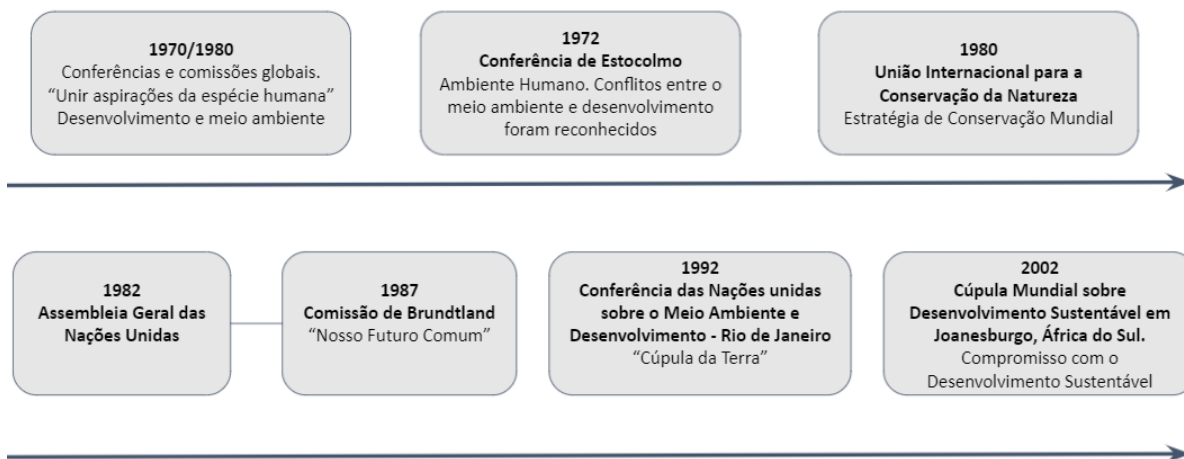 1970/1980
Conferências e comissões globais.
“Unir aspirações da espécie humana”
Desenvolvimento e meio ambiente
1972
Conferência de Estocolmo
Ambiente Humano. Conflitos entre o
meio ambiente e desenvolvimento
foram reconhecidos
1980
União Internacional para a
Conservação da Natureza
Estratégia de Conservação Mundial
1982
Assembleia Geral das
Nações Unidas
1987
Comissão de Brundtland
“Nosso Futuro Comum”
1992
Conferência das Nações unidas
sobre o Meio Ambiente e
Desenvolvimento - Rio de Janeiro
“Cúpula da Terra”
2002
Cúpula Mundial sobre
Desenvolvimento Sustentável em
Joanesburgo, África do Sul.
Compromisso com o
Desenvolvimento Sustentável